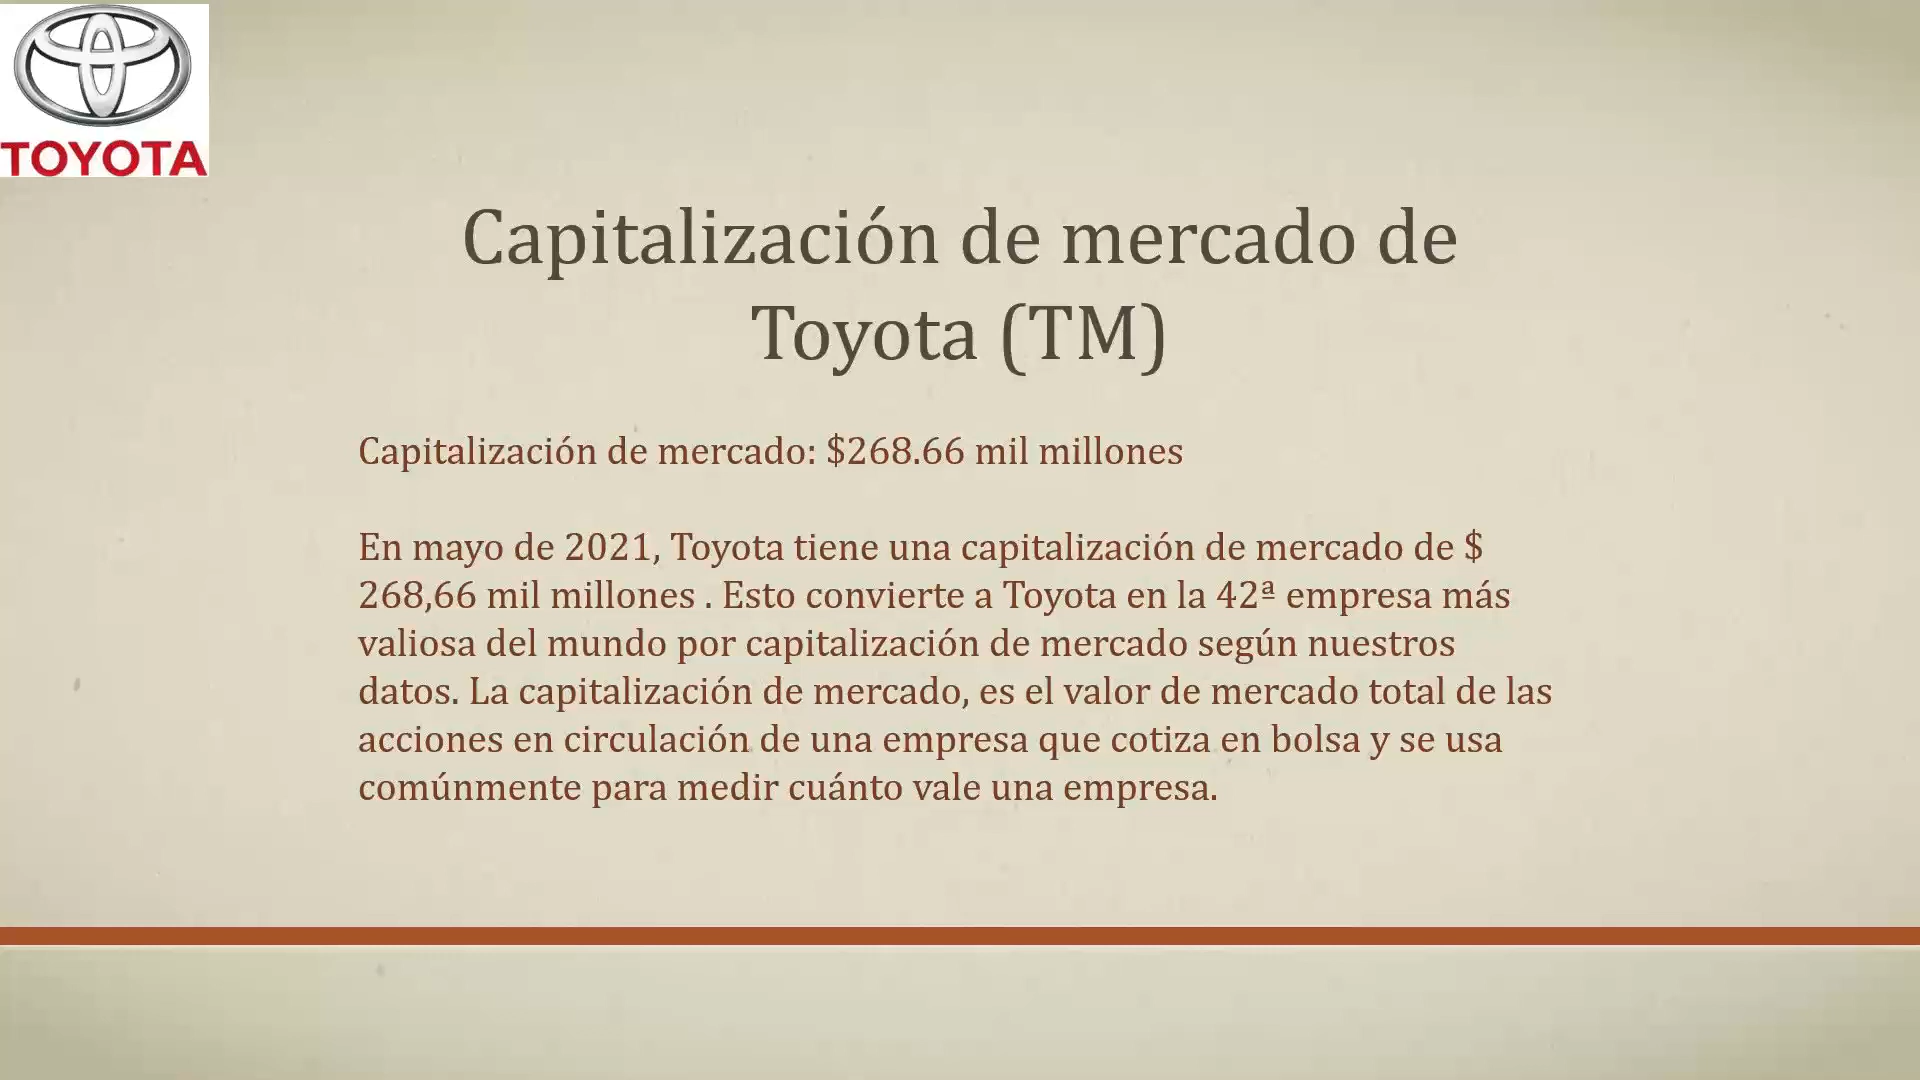 TOYOTA
Capitalización de mercado de
Toyota (TM)
Capitalización de mercado: $268.66 mil millones
En mayo de 2021, Toyota tiene una capitalización de mercado de $
268,66 mil millones . Esto convierte a Toyota en la 42ª empresa más
valiosa del mundo por capitalización de mercado según nuestros
datos. La capitalización de mercado, es el valor de mercado total de las
acciones en circulación de una empresa que cotiza en bolsa y se usa
comúnmente para medir cuánto vale una empresa.